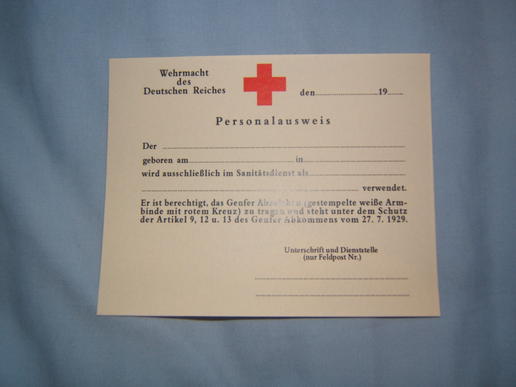 Wehrmacht
des
Deutschen Reiches
den 19
Personalausweis
Der
geboren am in
wird ausschließlich im Sanitätsdienst als
verwendet.
Er ist berechtigt, das Genfer Abzeichen (gestempelte weiße Arm-
binde mit rotem Kreuz) zu tragen und steht unter dem Schutz
der Artikel 9, 12 u. 13 des Genfer Abkommens vom 27. 7. 1929.
Unterschrift und Dienststelle
(nur Feldpost Nr.)